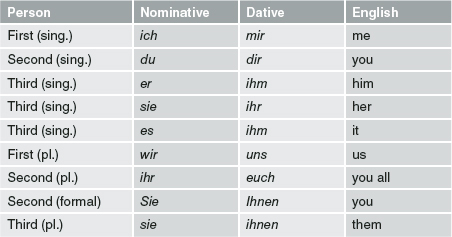 Person Nominative Dative English
First (sing.) ich mir me
Second (sing.) du dir you
Third (sing.) er ihm him
Third (sing.) sie ihr her
Third (sing.) es ihm it
First (pl.) wir uns us
Second (pl.) ihr euch you all
Second (formal) Sie Ihnen you
Third (pl.) sie ihnen them